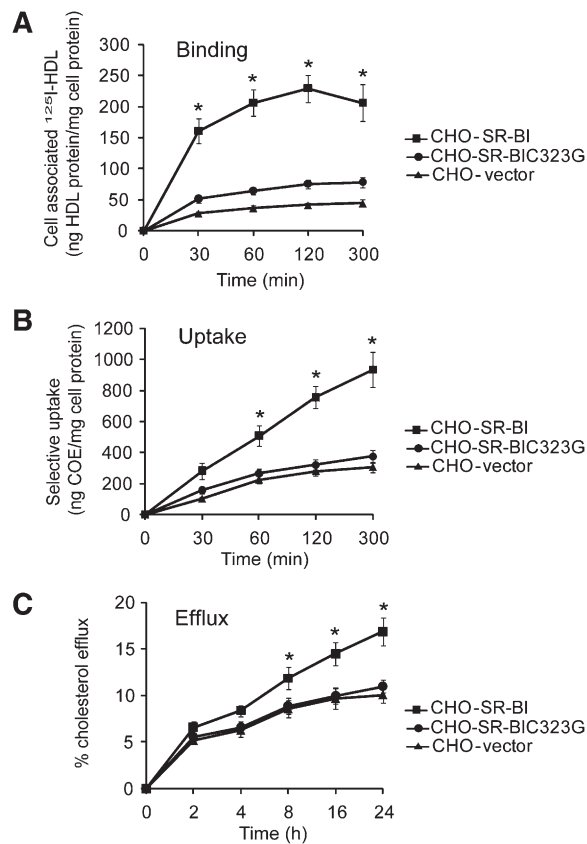 A
Binding
Cell associated ¹²⁵I-HDL
(ng HDL protein/mg cell protein)
300
250
200
150
100
50
0
* * * *
0 30 60 120 300
Time (min)
CHO-SR-BI
CHO-SR-BIC323G
CHO-vector
B
Uptake
Selective uptake
(ng COE/mg cell protein)
1200
1000
800
600
400
200
0
* * *
0 30 60 120 300
Time (min)
CHO-SR-BI
CHO-SR-BIC323G
CHO-vector
C
Efflux
% cholesterol efflux
20
15
10
5
0
* * *
0 2 4 8 16 24
Time (h)
CHO-SR-BI
CHO-SR-BIC323G
CHO-vector